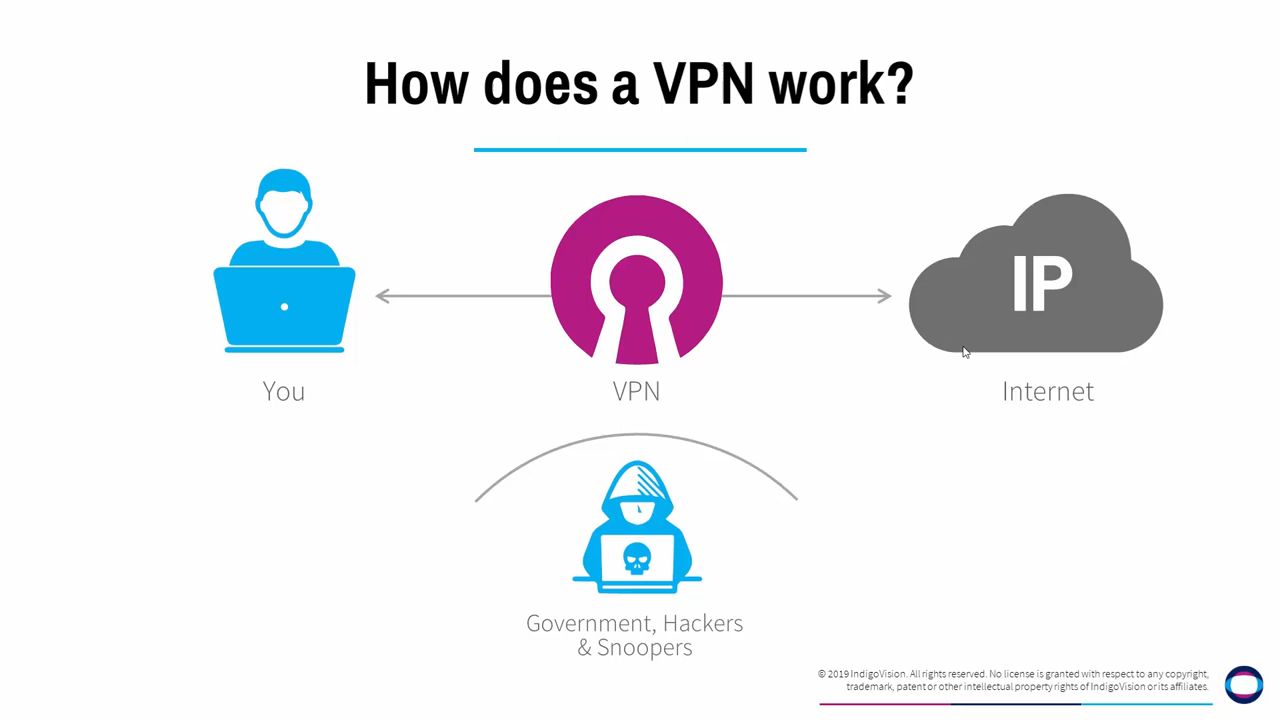 How does a VPN work?
IP
You
VPN
Internet
Government, Hackers
& Snoopers
© 2019 IndigoVision. All rights reserved. No license is granted with respect to any copyright,
trademark, patent or other intellectual property rights of IndigoVision or its affiliates.